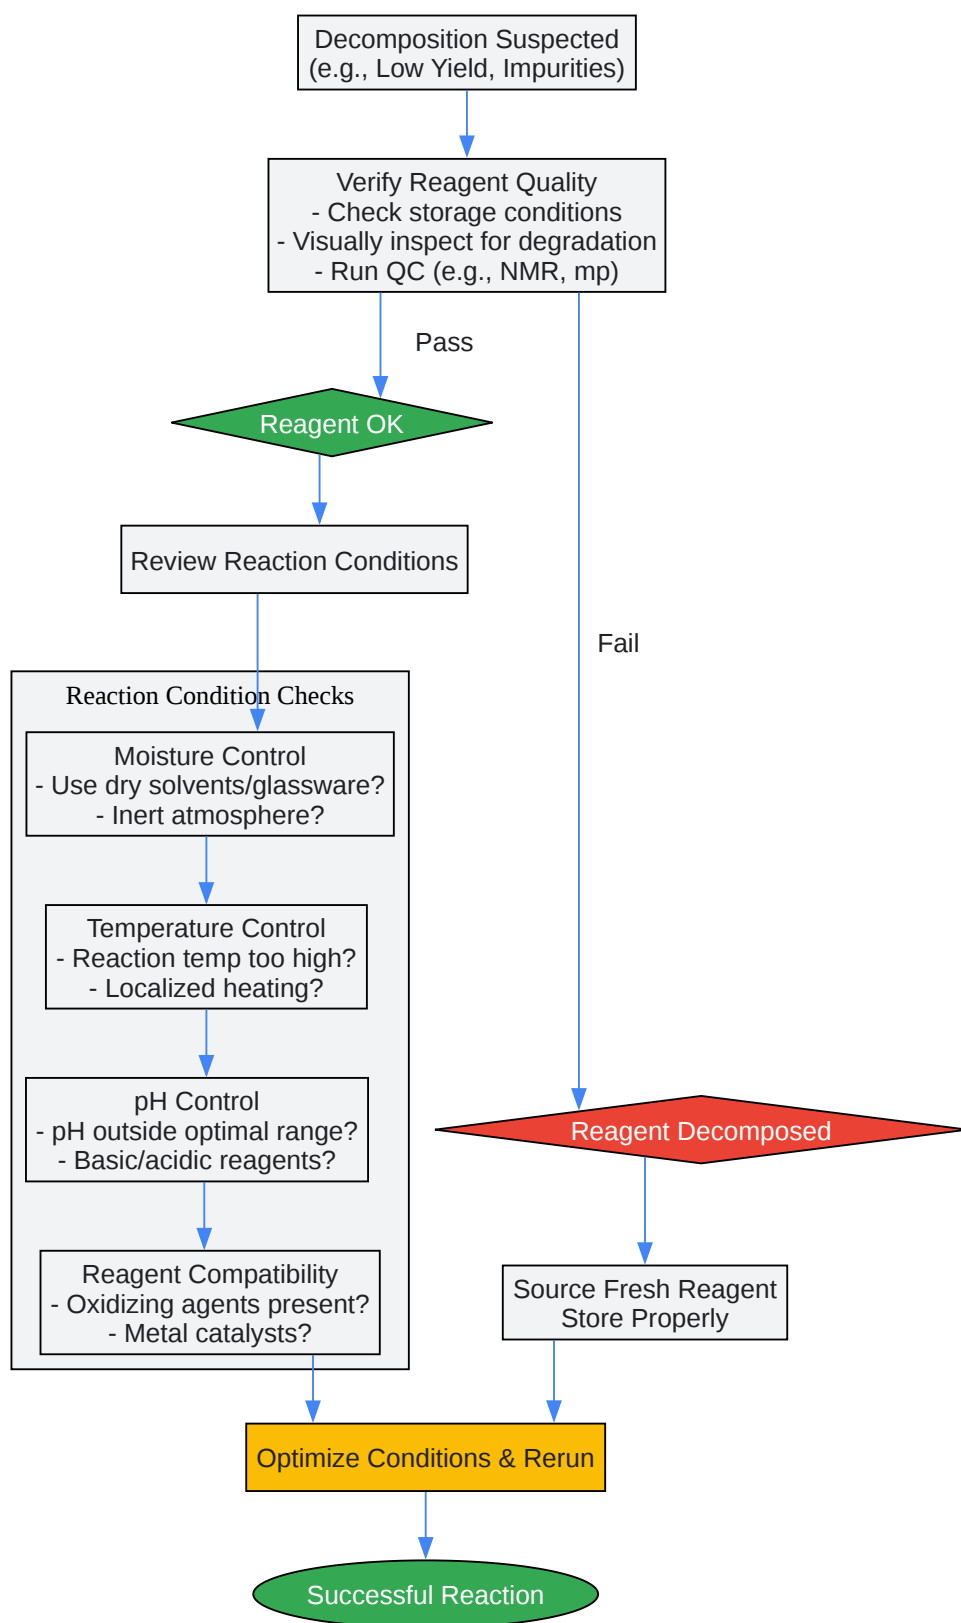 Decomposition Suspected
(e.g., Low Yield, Impurities)
Verify Reagent Quality
- Check storage conditions
- Visually inspect for degradation
- Run QC (e.g., NMR, mp)
Pass
Reagent OK
Review Reaction Conditions
Fail
Reaction Condition Checks
Moisture Control
- Use dry solvents/glassware?
- Inert atmosphere?
Temperature Control
- Reaction temp too high?
- Localized heating?
pH Control
- pH outside optimal range?
- Basic/acidic reagents?
Reagent Decomposed
Reagent Compatibility
- Oxidizing agents present?
- Metal catalysts?
Source Fresh Reagent
Store Properly
Optimize Conditions & Rerun
Successful Reaction